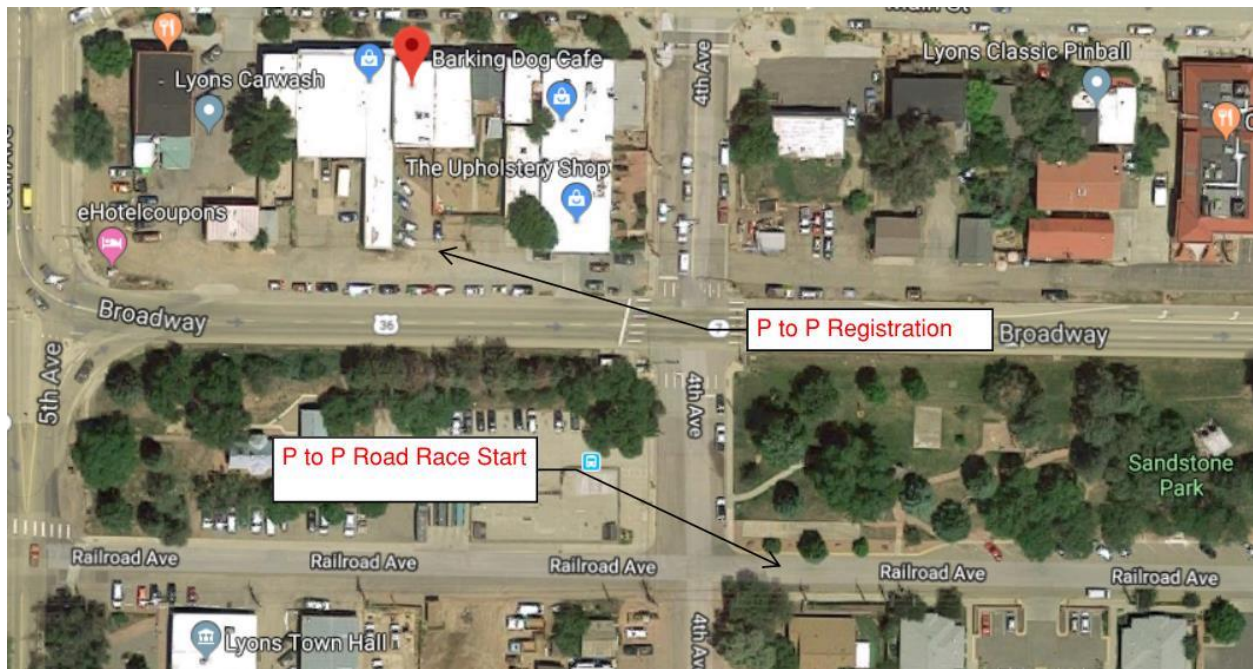 Main St
Barking Dog Cafe
Lyons Carwash
Lyons Classic Pinball
4th Ave
The Upholstery Shop
eHotelcoupons
Broadway
36
7
P to P Registration
Broadway
5th Ave
4th Ave
P to P Road Race Start
Sandstone
Park
Railroad Ave
Railroad Ave
Railroad Ave
Railroad Ave
Railroad Ave
Lyons Town Hall
4th Ave